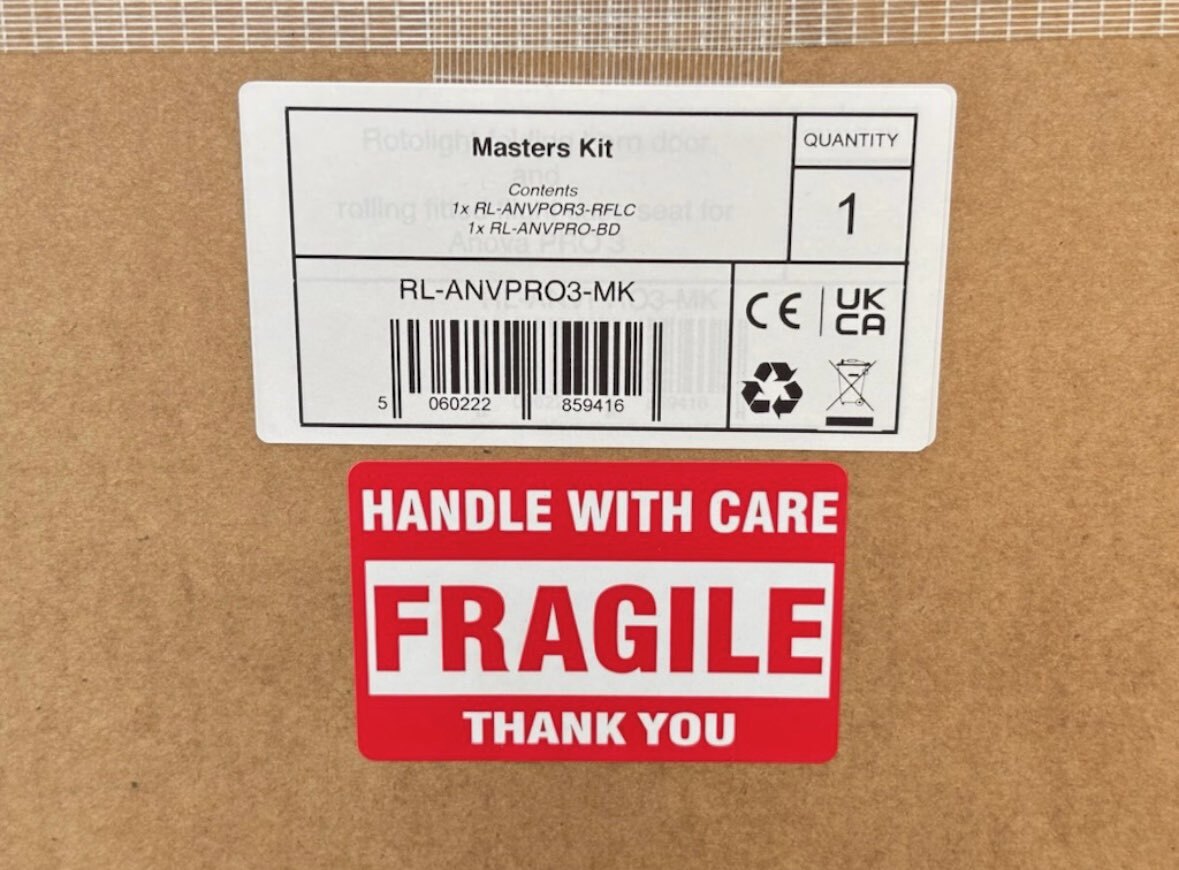 Masters Kit
QUANTITY
Contents
1x RL-ANVPOR3-RFLC
1x RL-ANVPRO-BD
1
RL-ANVPRO3-MK
CE
UK
CA
5 060222 859416
HANDLE WITH CARE
FRAGILE
THANK YOU